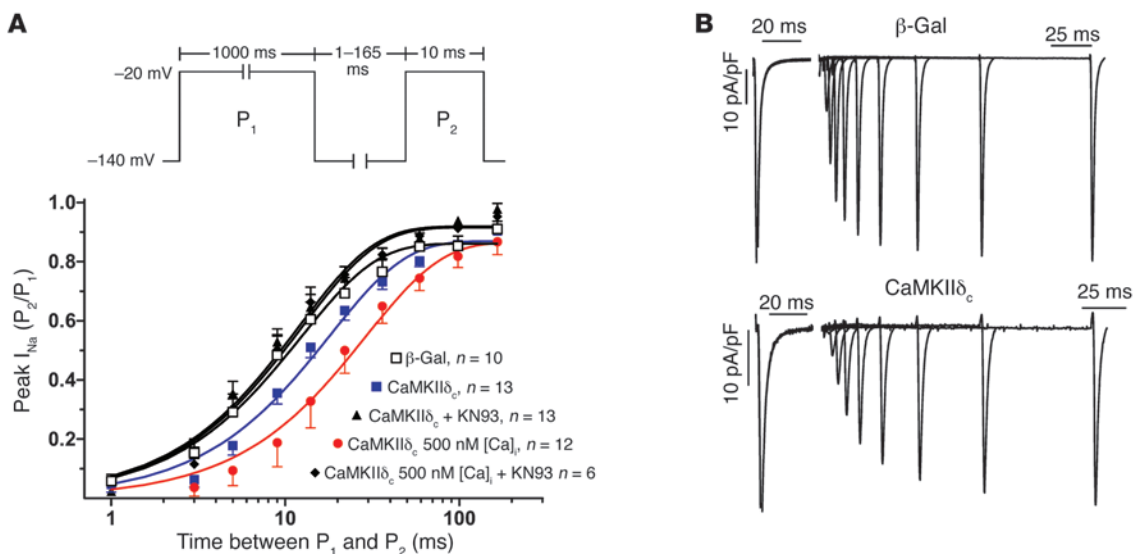 A
1000 ms
1–165 ms
10 ms
–20 mV
P1
P2
–140 mV
1.0
0.8
0.6
0.4
0.2
Peak INa (P2/P1)
β-Gal, n = 10
CaMKIIδc, n = 13
CaMKIIδc + KN93, n = 13
CaMKIIδc 500 nM [Ca]i, n = 12
CaMKIIδc 500 nM [Ca]i + KN93 n = 6
1
10
100
Time between P1 and P2 (ms)
B
β-Gal
20 ms
25 ms
10 pA/pF
CaMKIIδc
20 ms
25 ms
10 pA/pF